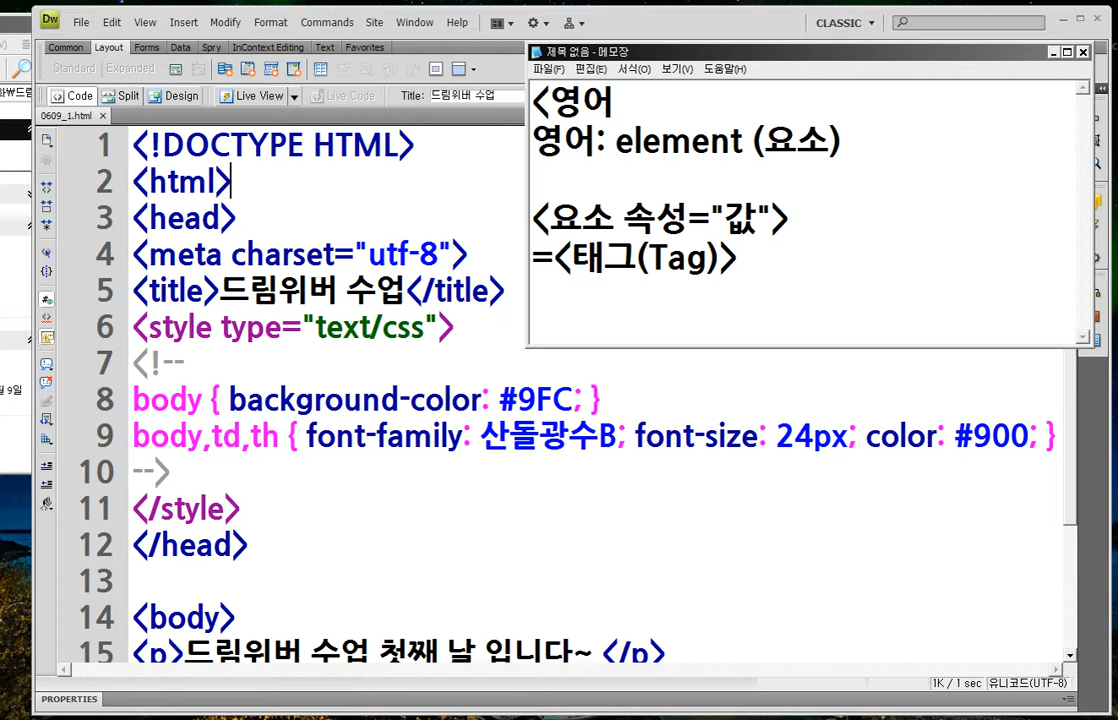 Dw File Edit View Insert Modify Format Commands Site Window Help CLASSIC
Common Layout Forms Data Spry InContext Editing Text Favorites
Standard Expanded
Code Split Design Live View Live Code Title: 드림위버 수업
0609_1.html
1 <!DOCTYPE HTML>
2 <html>
3 <head>
4 <meta charset="utf-8">
5 <title>드림위버 수업</title>
6 <style type="text/css">
7 <!--
8 body { background-color: #9FC; }
9 body,td,th { font-family: 산돌광수B; font-size: 24px; color: #900; }
10 -->
11 </style>
12 </head>
13
14 <body>
15 <p>드림위버 수업 첫째 날 입니다~ </p>
1K / 1 sec 유니코드(UTF-8)
PROPERTIES
제목 없음 - 메모장
파일(F) 편집(E) 서식(O) 보기(V) 도움말(H)
<영어
영어: element (요소)
<요소 속성="값">
=<태그(Tag)>